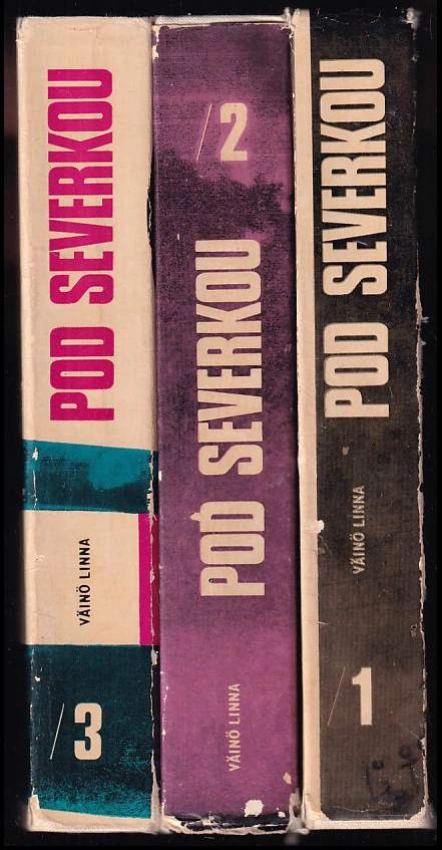 POD SEVERKOU
VÄINÖ LINNA
/3
/2
POD SEVERKOU
VÄINÖ LINNA
POD SEVERKOU
VÄINÖ LINNA
/1